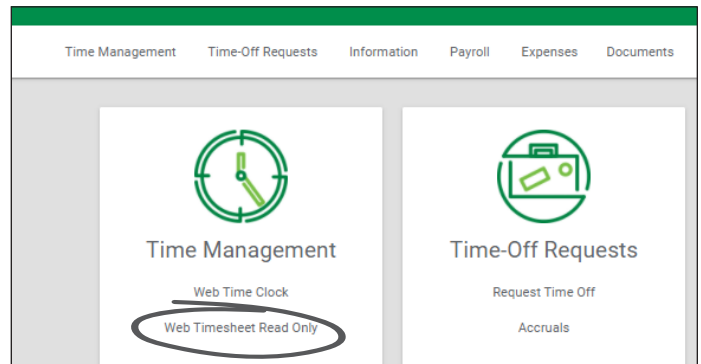 Time Management Time-Off Requests Information Payroll Expenses Documents
Time Management
Web Time Clock
Web Timesheet Read Only
Time-Off Requests
Request Time Off
Accruals